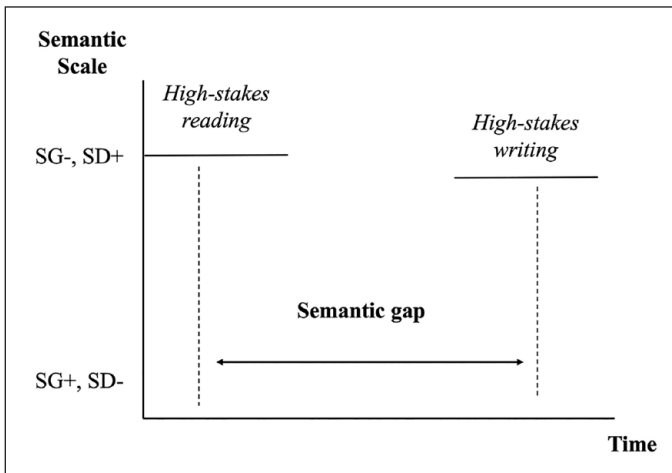 Semantic
Scale
High-stakes
reading
High-stakes
writing
SG-, SD+
Semantic gap
SG+, SD-
Time